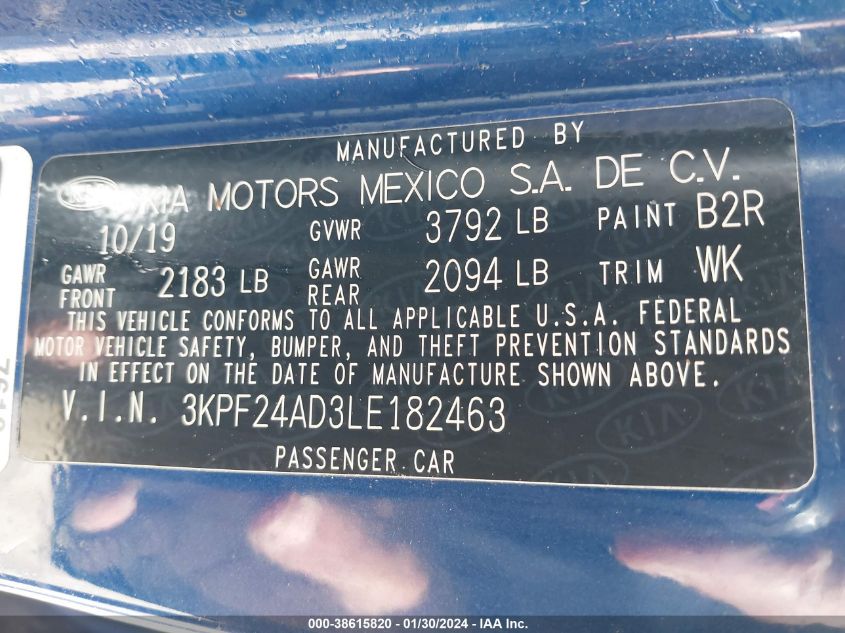 MANUFACTURED BY
KIA KIA MOTORS MEXICO S.A. DE C.V.
10/19 GVWR 3792 LB PAINT B2R
GAWR FRONT 2183 LB GAWR REAR 2094 LB TRIM WK
THIS VEHICLE CONFORMS TO ALL APPLICABLE U.S.A. FEDERAL
MOTOR VEHICLE SAFETY, BUMPER, AND THEFT PREVENTION STANDARDS
IN EFFECT ON THE DATE OF MANUFACTURE SHOWN ABOVE.
V.I.N. 3KPF24AD3LE182463
PASSENGER CAR
000-38615820 - 01/30/2024 - IAA Inc.